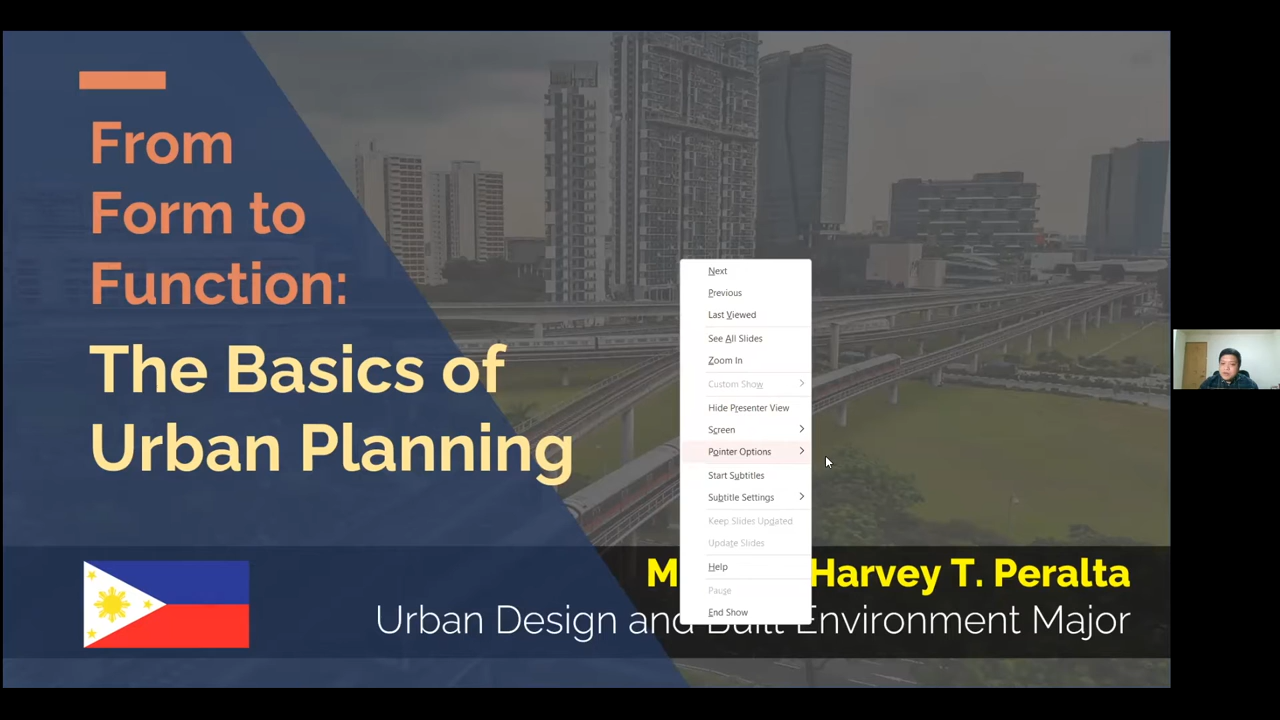 From
Form to
Function:
The Basics of
Urban Planning
Next
Previous
Last Viewed
See All Slides
Zoom In
Custom Show
Hide Presenter View
Screen
Pointer Options
Start Subtitles
Subtitle Settings
Keep Slides Updated
Update Slides
Help
Pause
End Show
Harvey T. Peralta
Urban Design and Built Environment Major